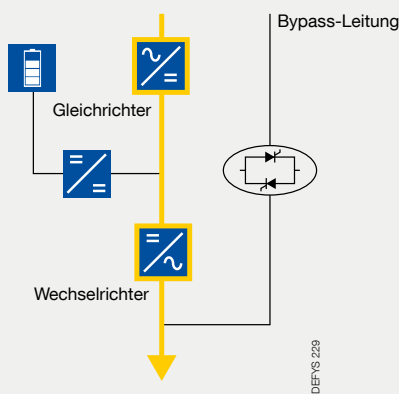 Bypass-Leitung
Gleichrichter
Wechselrichter
DEFYS 229